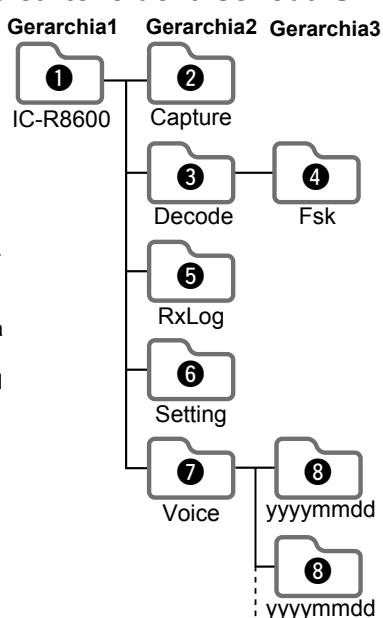 Gerarchia1 Gerarchia2 Gerarchia3
❶ ❷
IC-R8600 Capture
❸ ❹
Decode Fsk
❺
RxLog
❻
Setting
❼ ❽
Voice yyyymmdd
❽
yyyymmdd